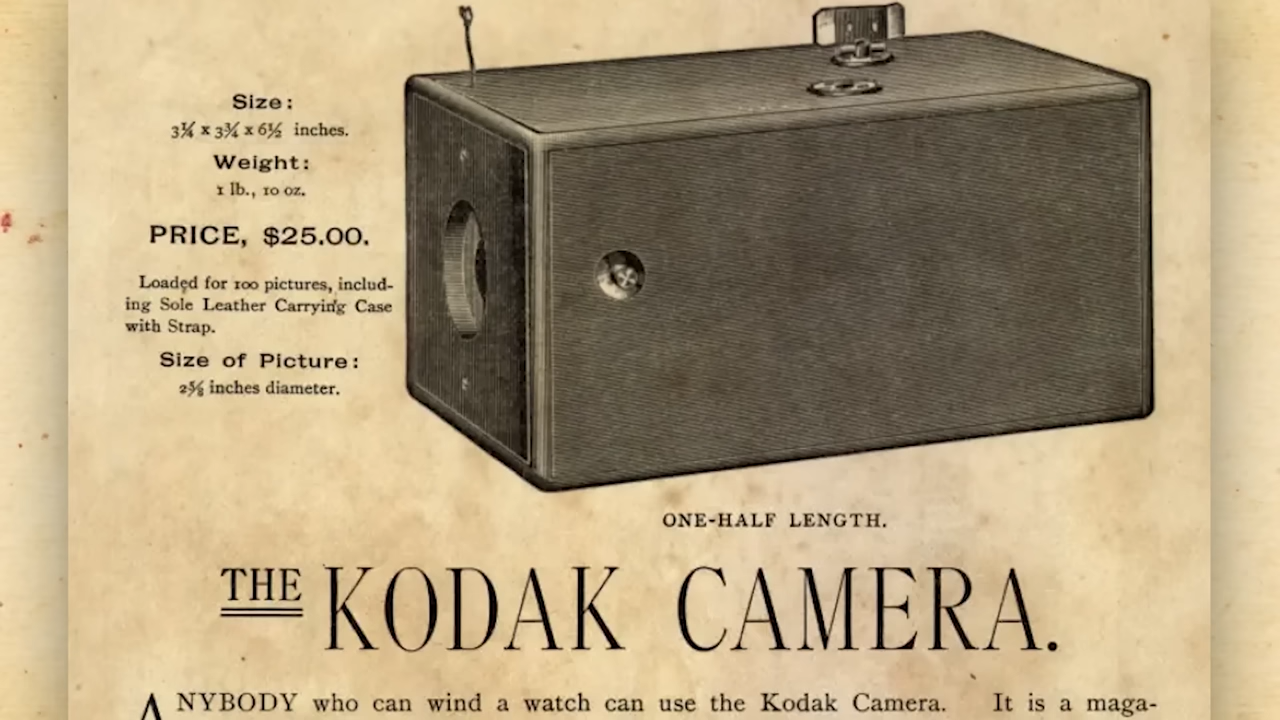 Size:
3¼ x 3¾ x 6½ inches.
Weight:
1 lb., 10 oz.
PRICE, $25.00.
Loaded for 100 pictures, includ-
ing Sole Leather Carrying Case
with Strap.
Size of Picture:
2⅝ inches diameter.
ONE-HALF LENGTH.
THE KODAK CAMERA.
ANYBODY who can wind a watch can use the Kodak Camera. It is a maga-